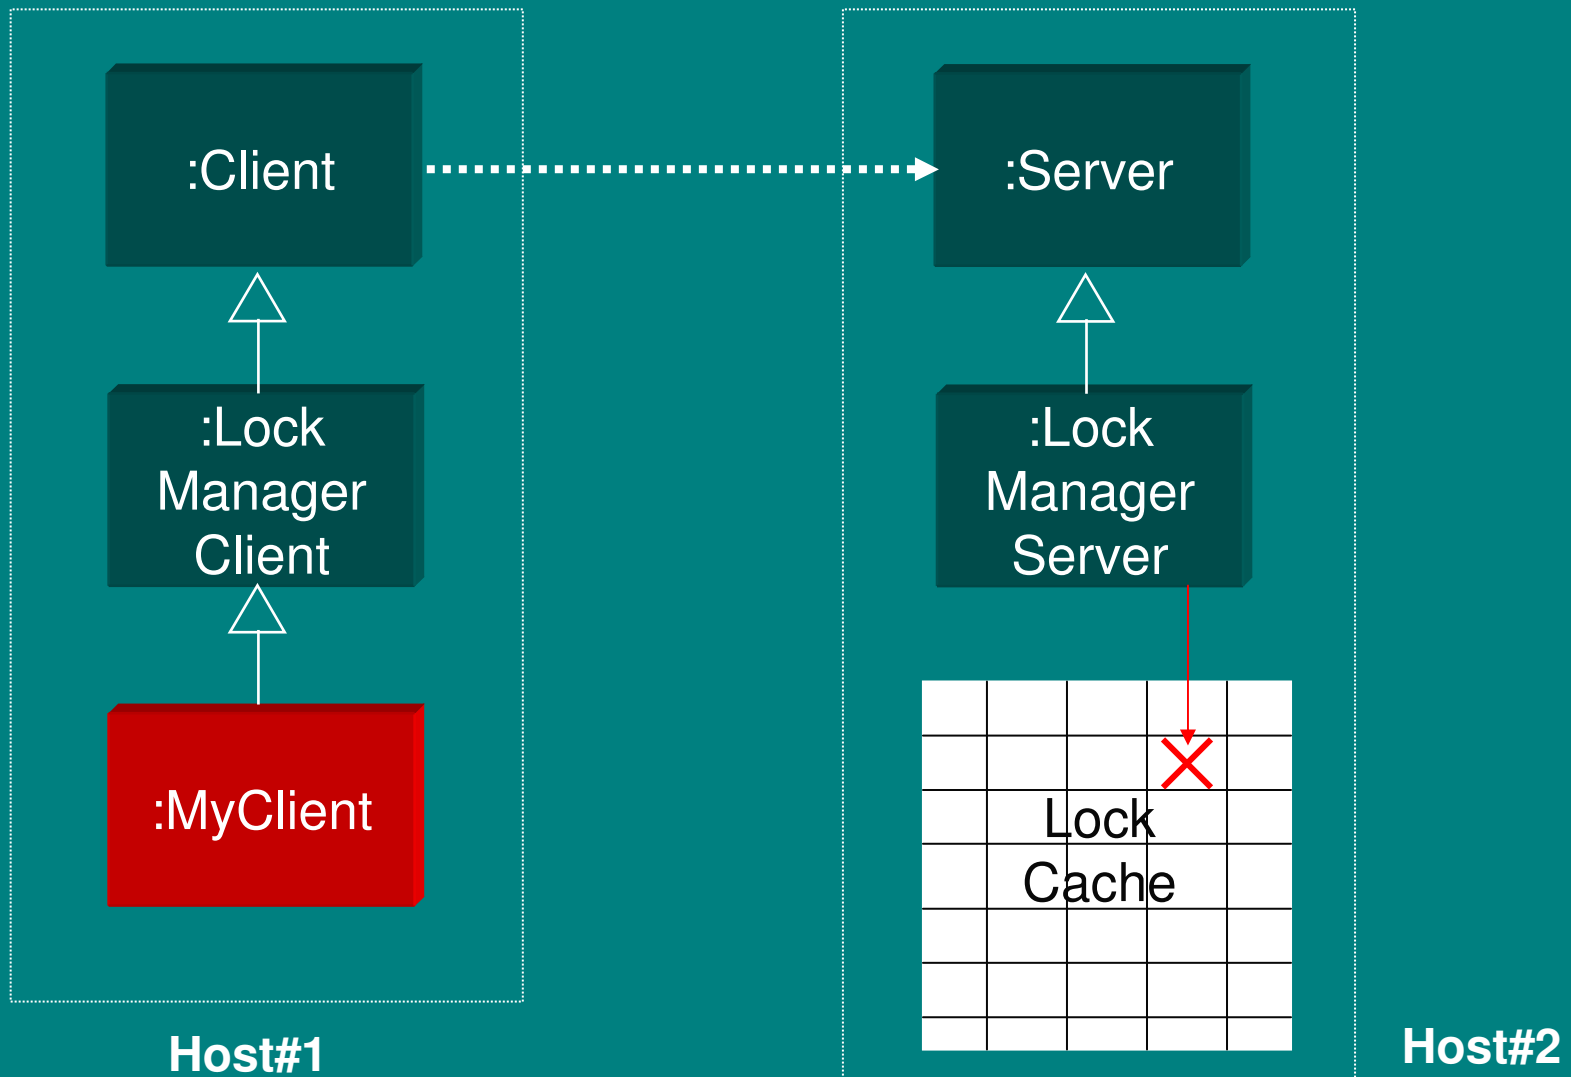 :Client
:Server
:Lock
Manager
Client
:Lock
Manager
Server
:MyClient
Lock
Cache
Host#1
Host#2